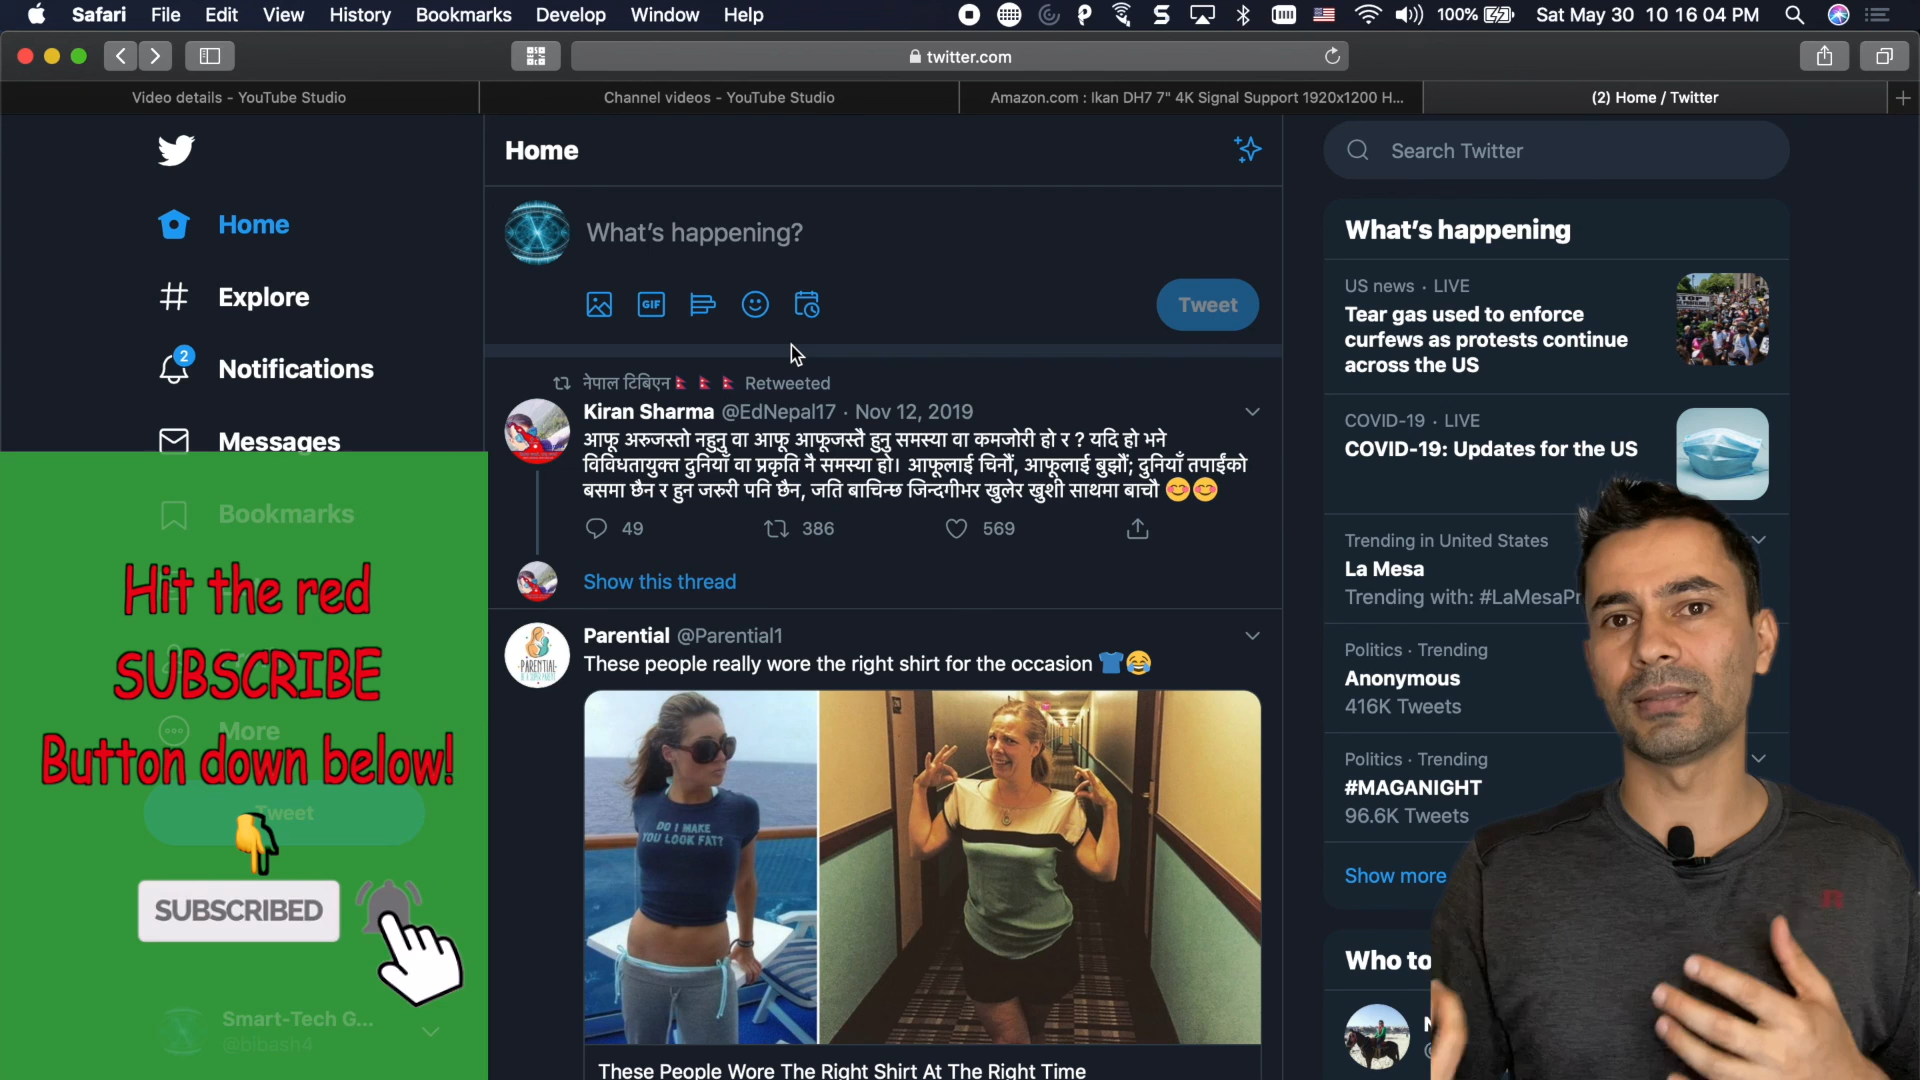 Safari File Edit View History Bookmarks Develop Window Help
100% Sat May 30 10 16 04 PM
twitter.com
Video details - YouTube Studio
Channel videos - YouTube Studio
Amazon.com : Ikan DH7 7" 4K Signal Support 1920x1200 H...
(2) Home / Twitter
Home
Explore
2
Notifications
Messages
Bookmarks
More
Tweet
Smart-Tech G...
@bibash4
Hit the red
SUBSCRIBE
Button down below!
SUBSCRIBED
Home
What's happening?
GIF
Tweet
नेपाल टिबिएन Retweeted
Kiran Sharma @EdNepal17 · Nov 12, 2019
आफू अरुजस्तो नहुनु वा आफू आफूजस्तै हुनु समस्या वा कमजोरी हो र ? यदि हो भने
विविधतायुक्त दुनियाँ वा प्रकृति नै समस्या हो। आफूलाई चिनौं, आफूलाई बुझौं; दुनियाँ तपाईंको
बसमा छैन र हुन जरुरी पनि छैन, जति बाचिन्छ जिन्दगीभर खुलेर खुशी साथमा बाचौ 😊😊
49 386 569
Show this thread
Parential @Parential1
These people really wore the right shirt for the occasion 👕😂
PARENTIAL
DO I MAKE
YOU LOOK FAT?
These People Wore The Right Shirt At The Right Time
Search Twitter
What's happening
US news · LIVE
Tear gas used to enforce
curfews as protests continue
across the US
COVID-19 · LIVE
COVID-19: Updates for the US
Trending in United States
La Mesa
Trending with: #LaMesaPr
Politics · Trending
Anonymous
416K Tweets
Politics · Trending
#MAGANIGHT
96.6K Tweets
Show more
Who to